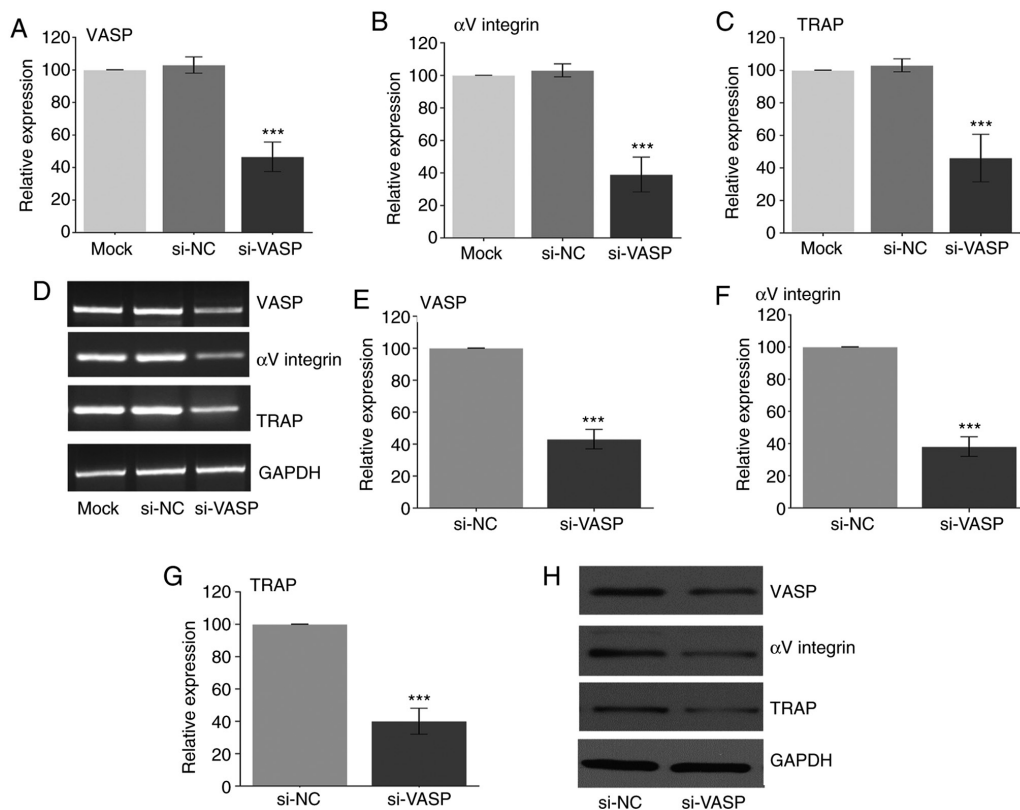 A
VASP
Relative expression
120
100
80
60
40
20
0
***
Mock si-NC si-VASP
B
αV integrin
Relative expression
120
100
80
60
40
20
0
***
Mock si-NC si-VASP
C
TRAP
Relative expression
120
100
80
60
40
20
0
***
Mock si-NC si-VASP
D
VASP
αV integrin
TRAP
GAPDH
Mock si-NC si-VASP
E
VASP
Relative expression
120
100
80
60
40
20
0
***
si-NC si-VASP
F
αV integrin
Relative expression
120
100
80
60
40
20
0
***
si-NC si-VASP
G
TRAP
Relative expression
120
100
80
60
40
20
0
***
si-NC si-VASP
H
VASP
αV integrin
TRAP
GAPDH
si-NC si-VASP